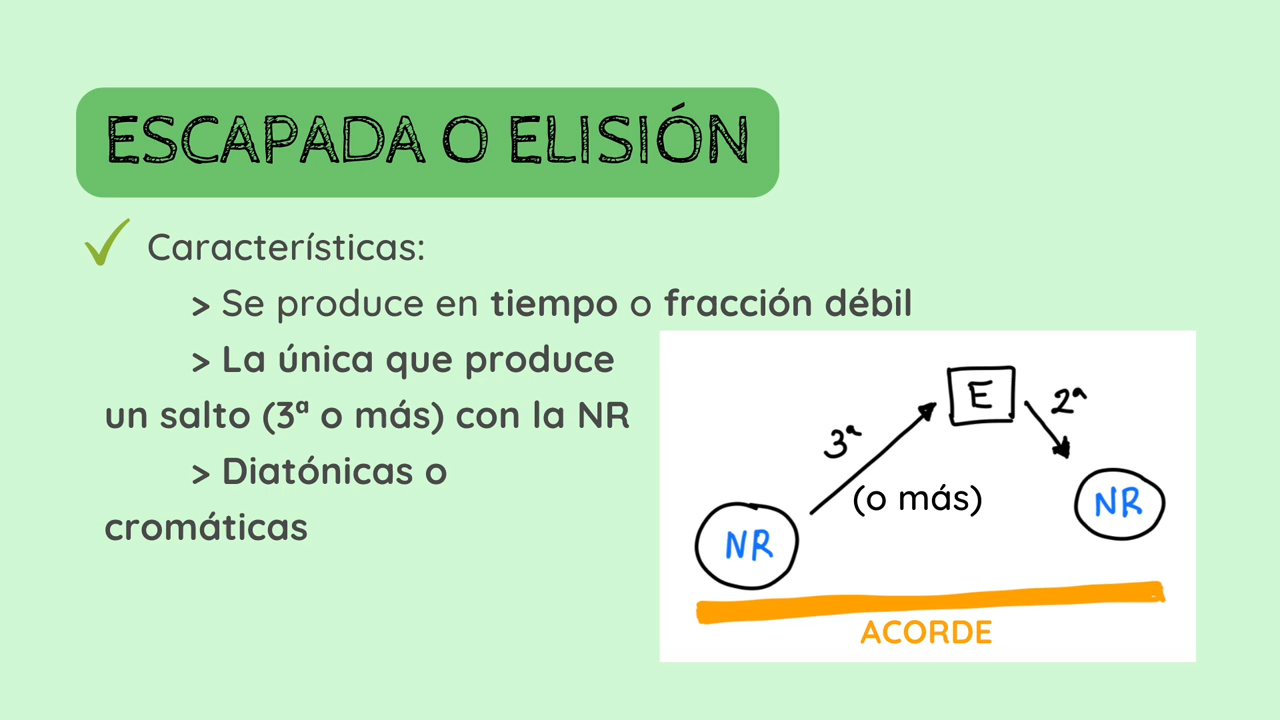 ESCAPADA O ELISIÓN
Características:
> Se produce en tiempo o fracción débil
> La única que produce
un salto (3ª o más) con la NR
> Diatónicas o
cromáticas
E
2ª
3ª
(o más)
NR
NR
ACORDE